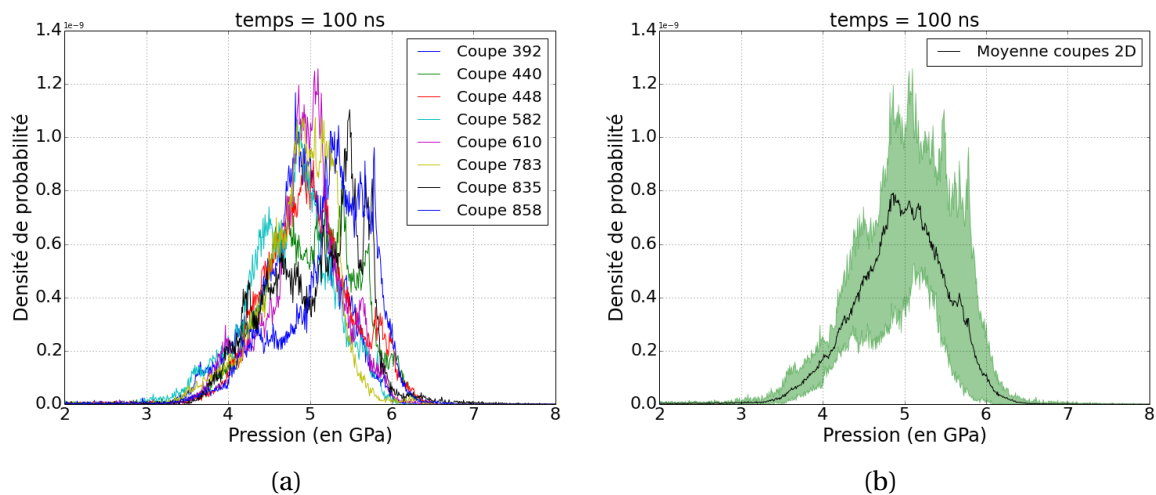 temps = 100 ns
1e−9
1.4
1.2
1.0
0.8
0.6
0.4
0.2
0.0
Densité de probabilité
2 3 4 5 6 7 8
Pression (en GPa)
Coupe 392
Coupe 440
Coupe 448
Coupe 582
Coupe 610
Coupe 783
Coupe 835
Coupe 858
(a)
temps = 100 ns
1e−9
1.4
1.2
1.0
0.8
0.6
0.4
0.2
0.0
Densité de probabilité
2 3 4 5 6 7 8
Pression (en GPa)
Moyenne coupes 2D
(b)